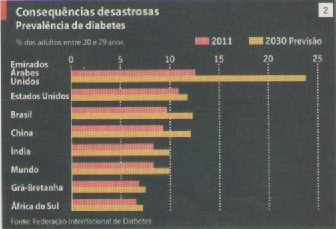 Consequências desastrosas
2
Prevalência de diabetes
% dos adultos entre 20 e 79 anos
2011
2030 Previsão
0 5 10 15 20 25
Emirados
Árabes
Unidos
Estados Unidos
Brasil
China
Índia
Mundo
Grã-Bretanha
África do Sul
Fonte: Federação Internacional de Diabetes